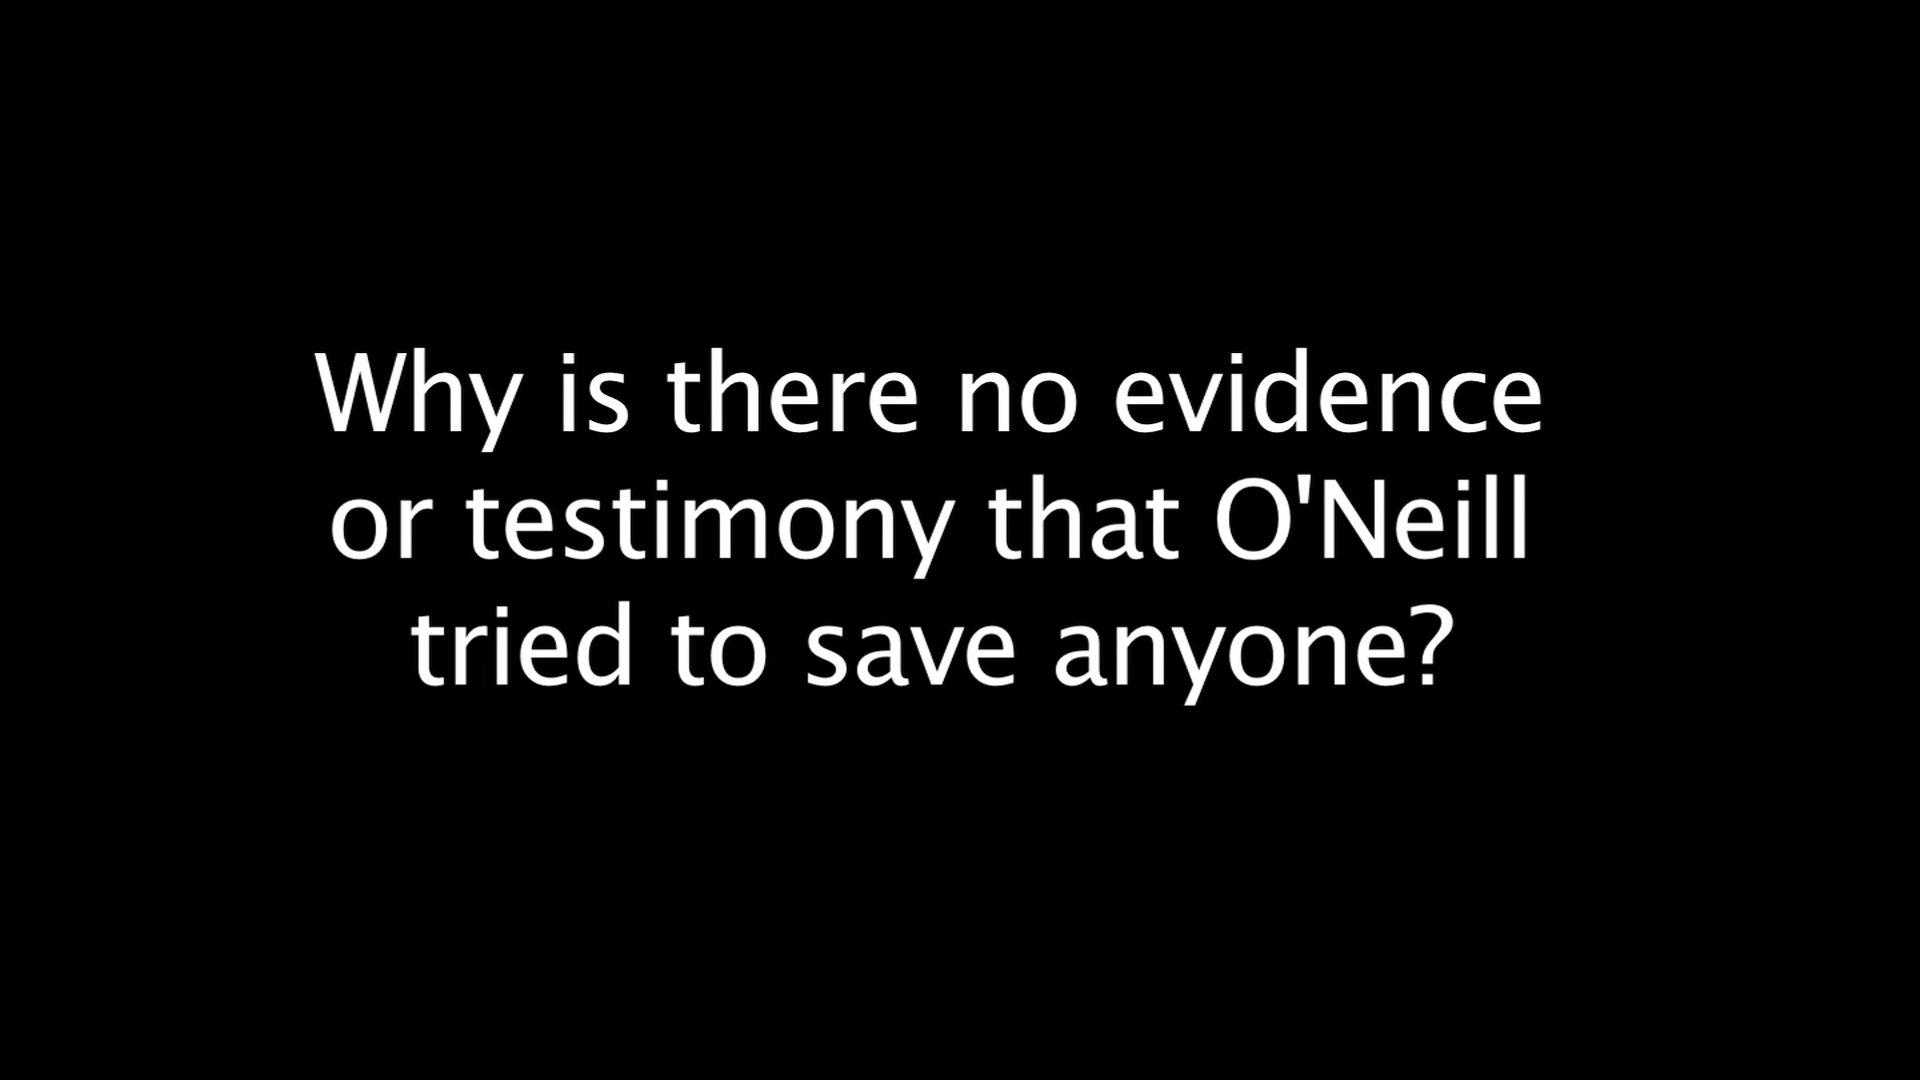 Why is there no evidence
or testimony that O'Neill
tried to save anyone?